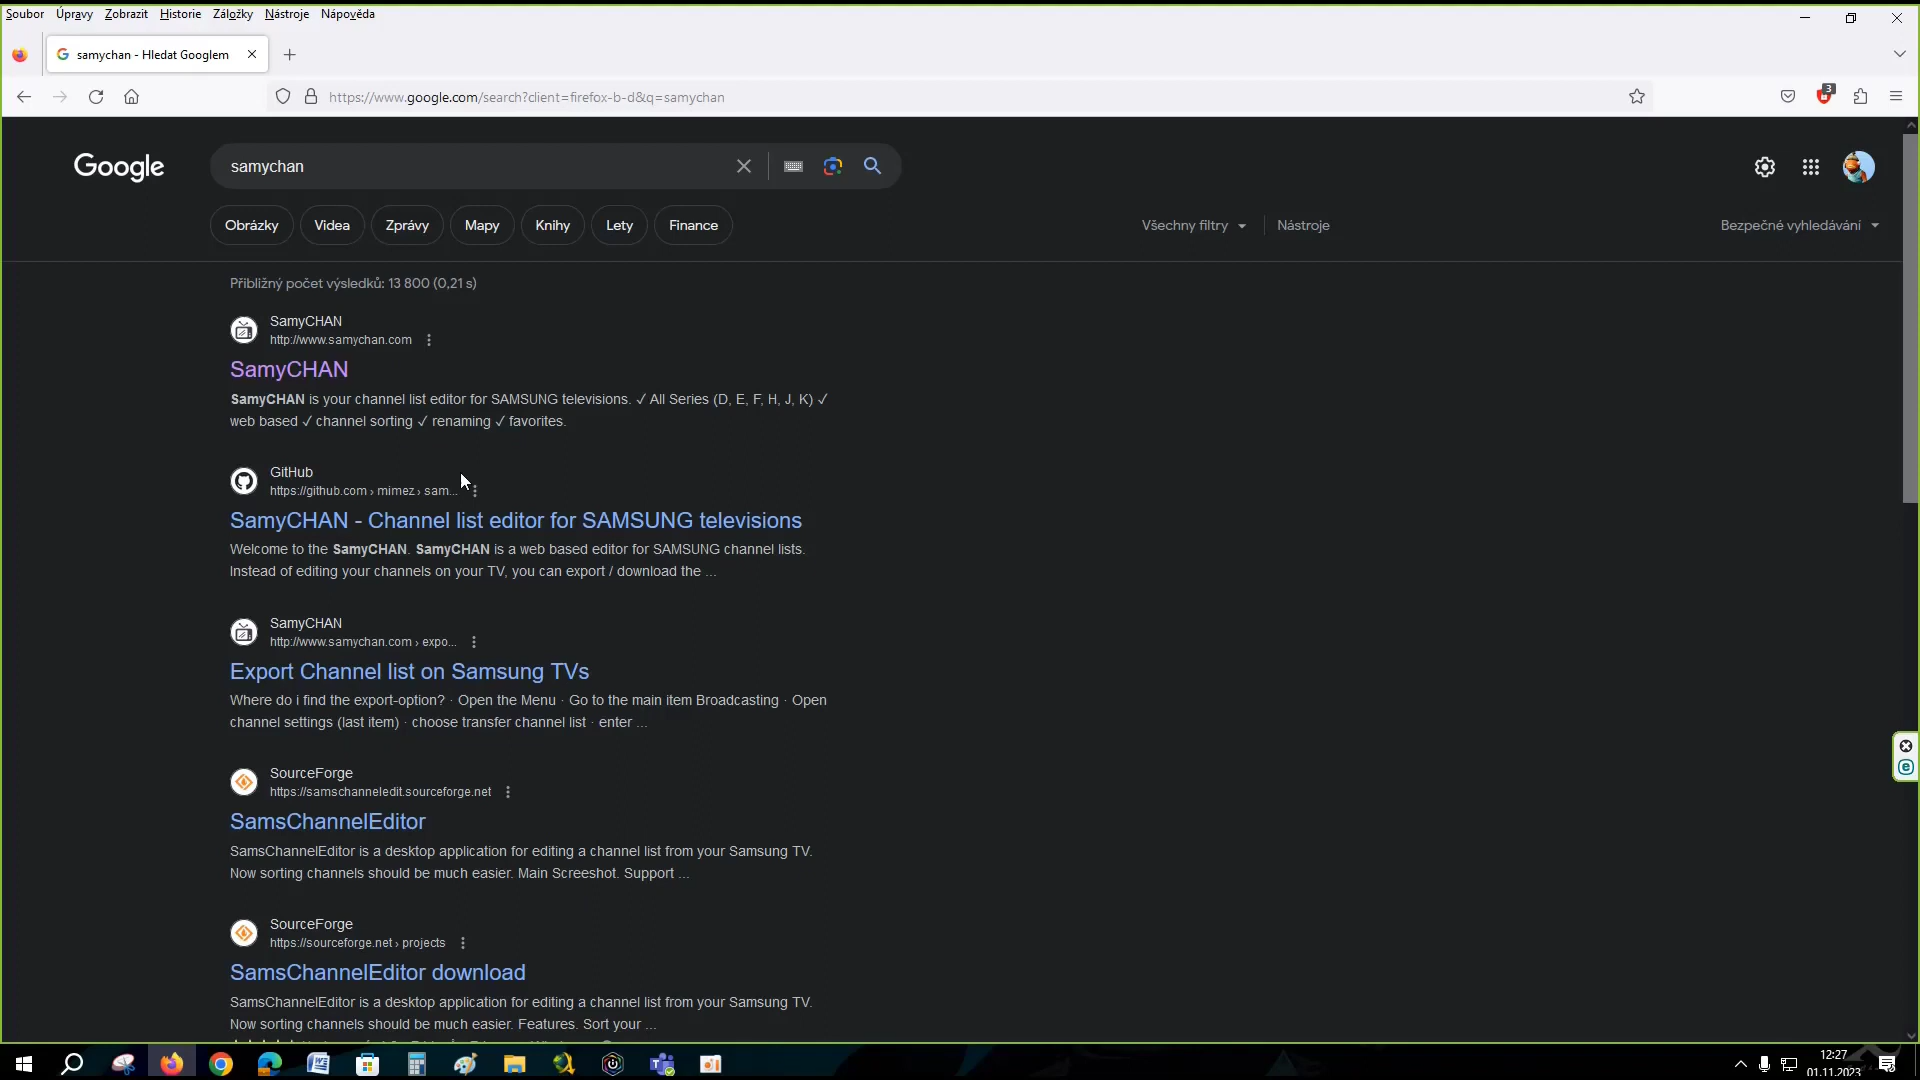 Soubor Úpravy Zobrazit Historie Záložky Nástroje Nápověda
samychan - Hledat Googlem
https://www.google.com/search?client=firefox-b-d&q=samychan
3
Google
samychan
Obrázky Videa Zprávy Mapy Knihy Lety Finance
Všechny filtry Nástroje
Bezpečné vyhledávání
Přibližný počet výsledků: 13 800 (0,21 s)
SamyCHAN
http://www.samychan.com
SamyCHAN
SamyCHAN is your channel list editor for SAMSUNG televisions. ✓ All Series (D, E, F, H, J, K) ✓
web based ✓ channel sorting ✓ renaming ✓ favorites.
GitHub
https://github.com › mimez › sam...
SamyCHAN - Channel list editor for SAMSUNG televisions
Welcome to the SamyCHAN. SamyCHAN is a web based editor for SAMSUNG channel lists.
Instead of editing your channels on your TV, you can export / download the ...
SamyCHAN
http://www.samychan.com › expo...
Export Channel list on Samsung TVs
Where do i find the export-option? · Open the Menu · Go to the main item Broadcasting · Open
channel settings (last item) · choose transfer channel list · enter ...
SourceForge
https://samschanneledit.sourceforge.net
SamsChannelEditor
SamsChannelEditor is a desktop application for editing a channel list from your Samsung TV.
Now sorting channels should be much easier. Main Screeshot. Support ...
SourceForge
https://sourceforge.net › projects
SamsChannelEditor download
SamsChannelEditor is a desktop application for editing a channel list from your Samsung TV.
Now sorting channels should be much easier. Features. Sort your ...
12:27
01.11.2023